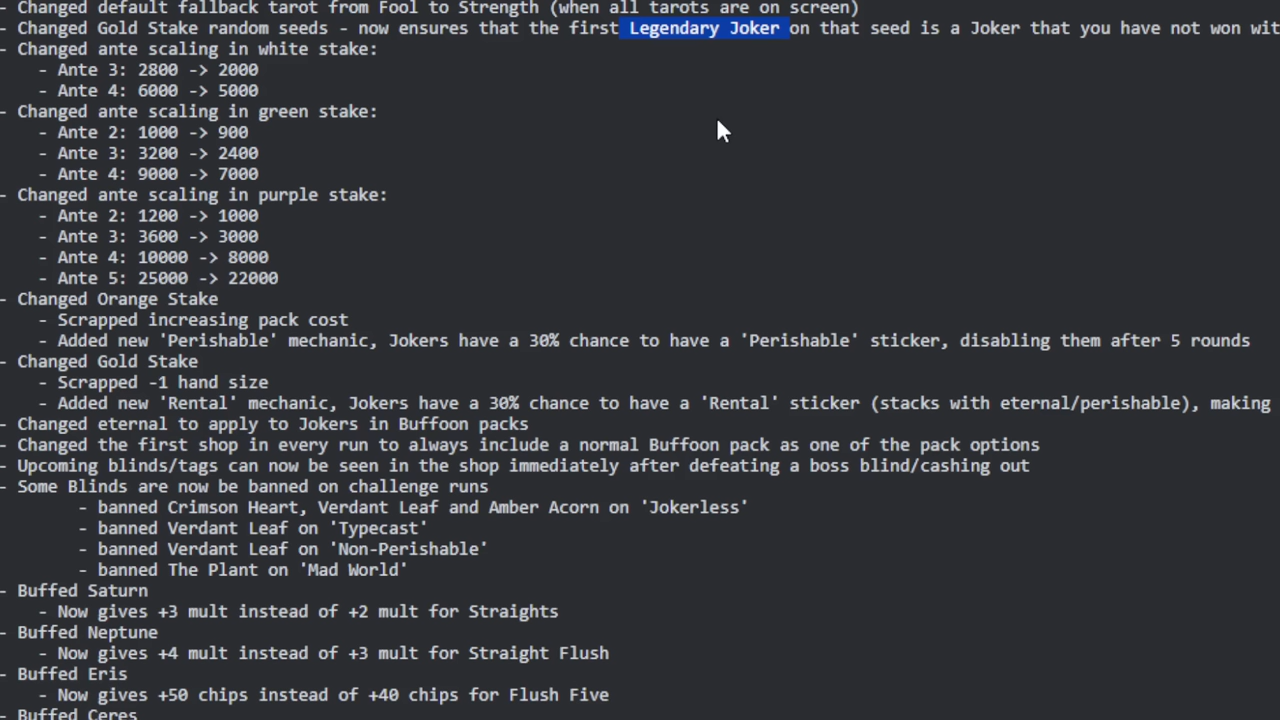 - Changed default fallback tarot from Fool to Strength (when all tarots are on screen)
- Changed Gold Stake random seeds - now ensures that the first Legendary Joker on that seed is a Joker that you have not won wit
- Changed ante scaling in white stake:
- Ante 3: 2800 -> 2000
- Ante 4: 6000 -> 5000
- Changed ante scaling in green stake:
- Ante 2: 1000 -> 900
- Ante 3: 3200 -> 2400
- Ante 4: 9000 -> 7000
- Changed ante scaling in purple stake:
- Ante 2: 1200 -> 1000
- Ante 3: 3600 -> 3000
- Ante 4: 10000 -> 8000
- Ante 5: 25000 -> 22000
- Changed Orange Stake
- Scrapped increasing pack cost
- Added new 'Perishable' mechanic, Jokers have a 30% chance to have a 'Perishable' sticker, disabling them after 5 rounds
- Changed Gold Stake
- Scrapped -1 hand size
- Added new 'Rental' mechanic, Jokers have a 30% chance to have a 'Rental' sticker (stacks with eternal/perishable), making
- Changed eternal to apply to Jokers in Buffoon packs
- Changed the first shop in every run to always include a normal Buffoon pack as one of the pack options
- Upcoming blinds/tags can now be seen in the shop immediately after defeating a boss blind/cashing out
- Some Blinds are now be banned on challenge runs
- banned Crimson Heart, Verdant Leaf and Amber Acorn on 'Jokerless'
- banned Verdant Leaf on 'Typecast'
- banned Verdant Leaf on 'Non-Perishable'
- banned The Plant on 'Mad World'
- Buffed Saturn
- Now gives +3 mult instead of +2 mult for Straights
- Buffed Neptune
- Now gives +4 mult instead of +3 mult for Straight Flush
- Buffed Eris
- Now gives +50 chips instead of +40 chips for Flush Five
- Buffed Ceres